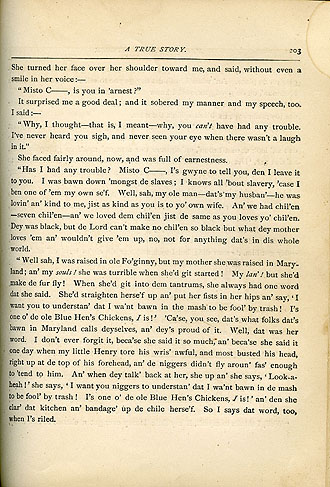 A TRUE STORY. 203
She turned her face over her shoulder toward me, and said, without even a
smile in her voice:—
"Misto C——, is you in 'arnest?"
It surprised me a good deal; and it sobered my manner and my speech, too.
I said:—
"Why, I thought—that is, I meant—why, you can't have had any trouble.
I've never heard you sigh, and never seen your eye when there wasn't a laugh
in it."
She faced fairly around, now, and was full of earnestness.
"Has I had any trouble? Misto C——, I's gwyne to tell you, den I leave it
to you. I was bawn down 'mongst de slaves; I knows all 'bout slavery, 'case I
ben one of 'em my own se'f. Well, sah, my ole man—dat's my husban'—he was
lovin' an' kind to me, jist as kind as you is to yo' own wife. An' we had chil'en
—seven chil'en—an' we loved dem chil'en jist de same as you loves yo' chil'en.
Dey was black, but de Lord can't make no chil'en so black but what dey mother
loves 'em an' wouldn't give 'em up, no, not for anything dat's in dis whole
world.
"Well sah, I was raised in ole Fo'ginny, but my mother she was raised in Mary-
land; an' my souls! she was turrible when she'd git started! My lan'! but she'd
make de fur fly! When she'd git into dem tantrums, she always had one word
dat she said. She'd straighten herse'f up an' put her fists in her hips an' say, 'I
want you to understan' dat I wa'nt bawn in the mash to be fool' by trash! I's
one o' de ole Blue Hen's Chickens, I is!' 'Ca'se, you see, dat's what folks dat's
bawn in Maryland calls deyselves, an' dey's proud of it. Well, dat was her
word. I don't ever forgit it, beca'se she said it so much, an' beca'se she said it
one day when my little Henry tore his wris' awful, and most busted his head,
right up at de top of his forehead, an' de niggers didn't fly aroun' fas' enough
to 'tend to him. An' when dey talk' back at her, she up an' she says, 'Look-a-
heah!' she says, 'I want you niggers to understan' dat I wa'nt bawn in de mash
to be fool' by trash! I's one o' de ole Blue Hen's Chickens, I is!' an' den she
clar' dat kitchen an' bandage' up de chile herse'f. So I says dat word, too,
when I's riled.